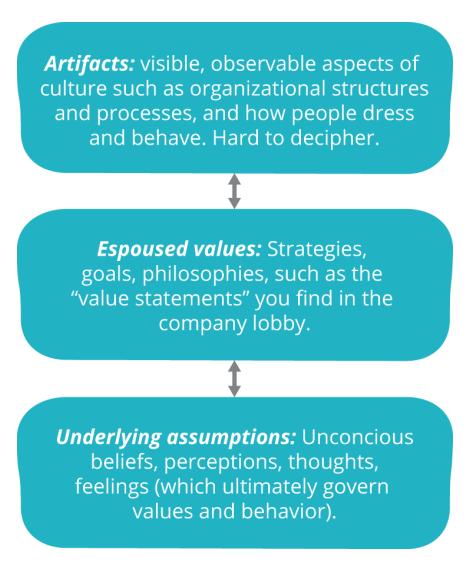 Artifacts: visible, observable aspects of
culture such as organizational structures
and processes, and how people dress
and behave. Hard to decipher.
Espoused values: Strategies,
goals, philosophies, such as the
“value statements” you find in the
company lobby.
Underlying assumptions: Unconcious
beliefs, perceptions, thoughts,
feelings (which ultimately govern
values and behavior).